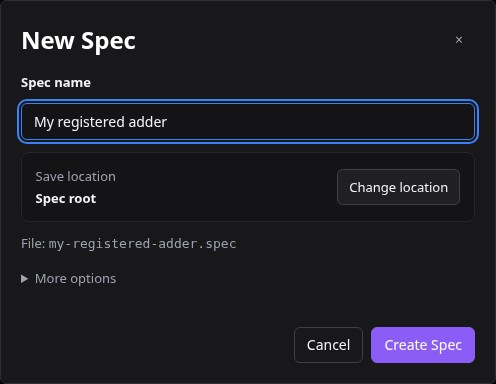 New Spec
×
Spec name
My registered adder
Save location
Spec root
Change location
File: my-registered-adder.spec
▶ More options
Cancel
Create Spec